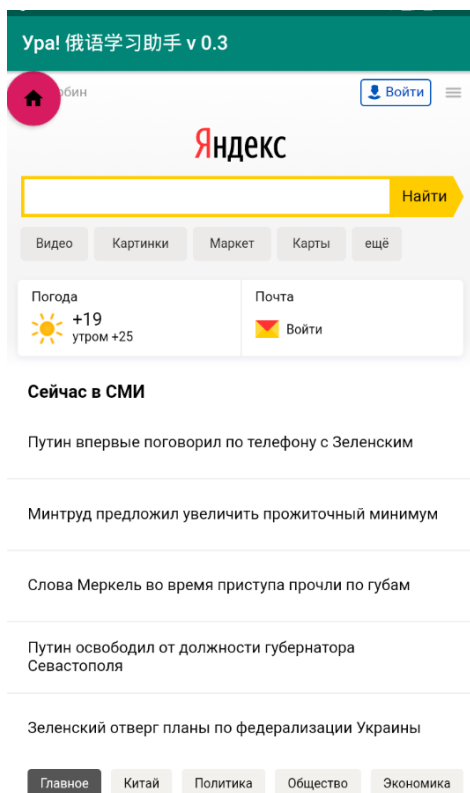 Ура! 俄语学习助手 v 0.3
Войти
Яндекс
Найти
Видео Картинки Маркет Карты ещё
Погода Почта
+19
утром +25
Войти
Сейчас в СМИ
Путин впервые поговорил по телефону с Зеленским
Минтруд предложил увеличить прожиточный минимум
Слова Меркель во время приступа прочли по губам
Путин освободил от должности губернатора
Севастополя
Зеленский отверг планы по федерализации Украины
Главное Китай Политика Общество Экономика